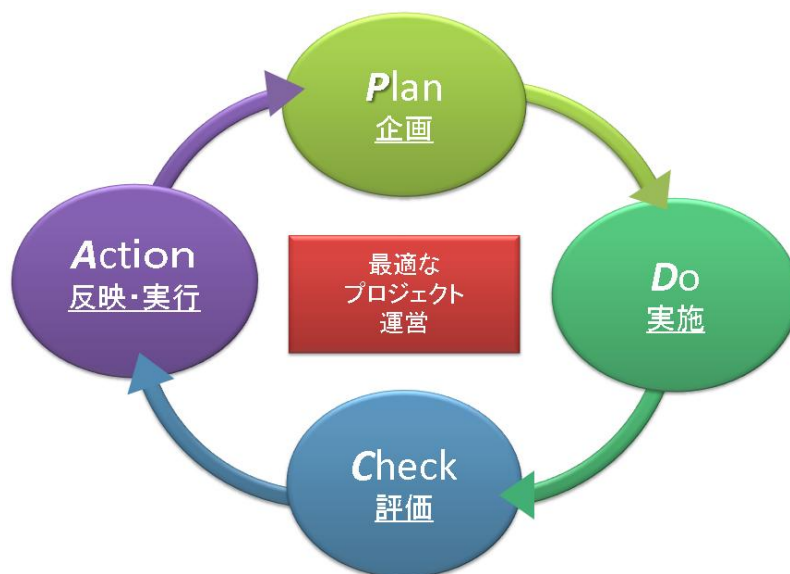 Plan
企画
Do
実施
Check
評価
Action
反映・実行
最適な
プロジェクト
運営